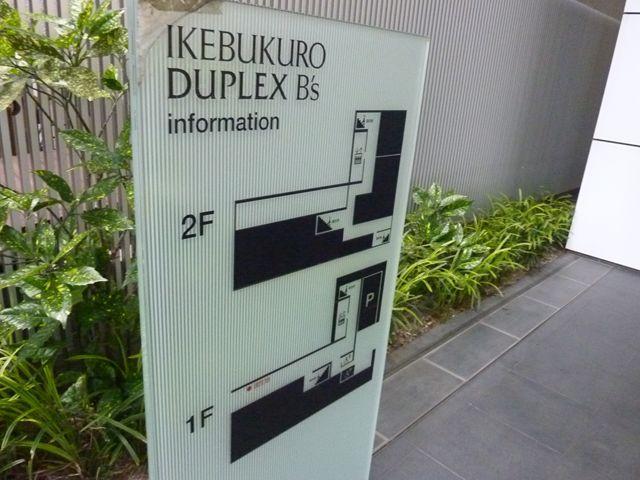 IKEBUKURO
DUPLEX B's
information
2F
P
1F